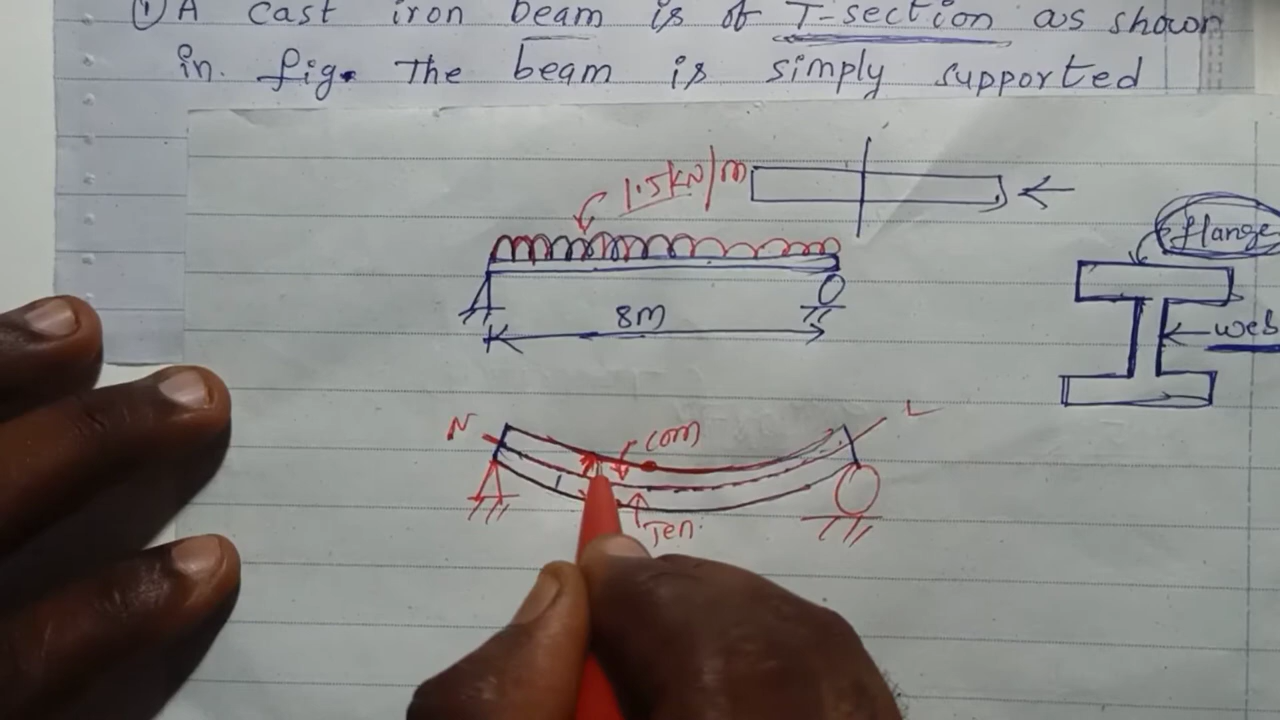 ① A cast iron beam is of T-section as shown
in. fig. The beam is simply supported
1.5kN/m
flange
8m
web
N
com
L
Ten.